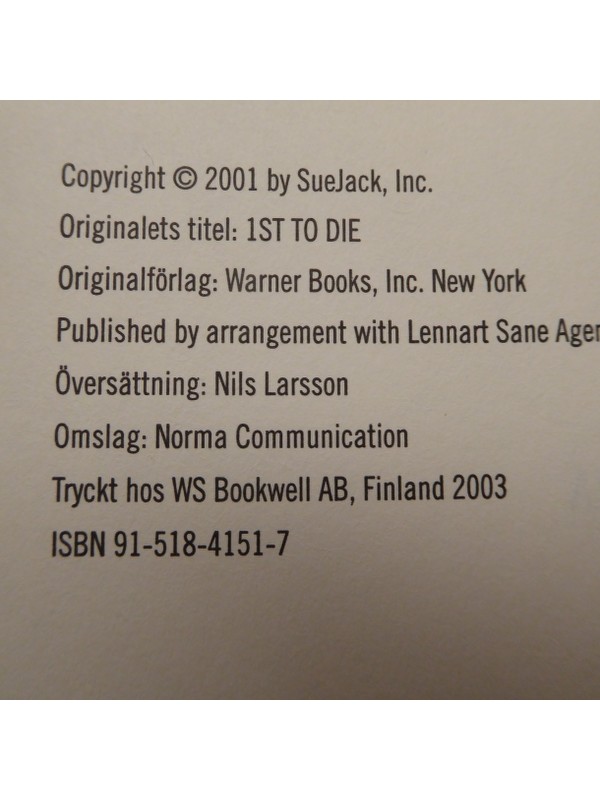 Copyright © 2001 by SueJack, Inc.
Originalets titel: 1ST TO DIE
Originalförlag: Warner Books, Inc. New York
Published by arrangement with Lennart Sane
Översättning: Nils Larsson
Omslag: Norma Communication
Tryckt hos WS Bookwell AB, Finland 2003
ISBN 91-518-4151-7